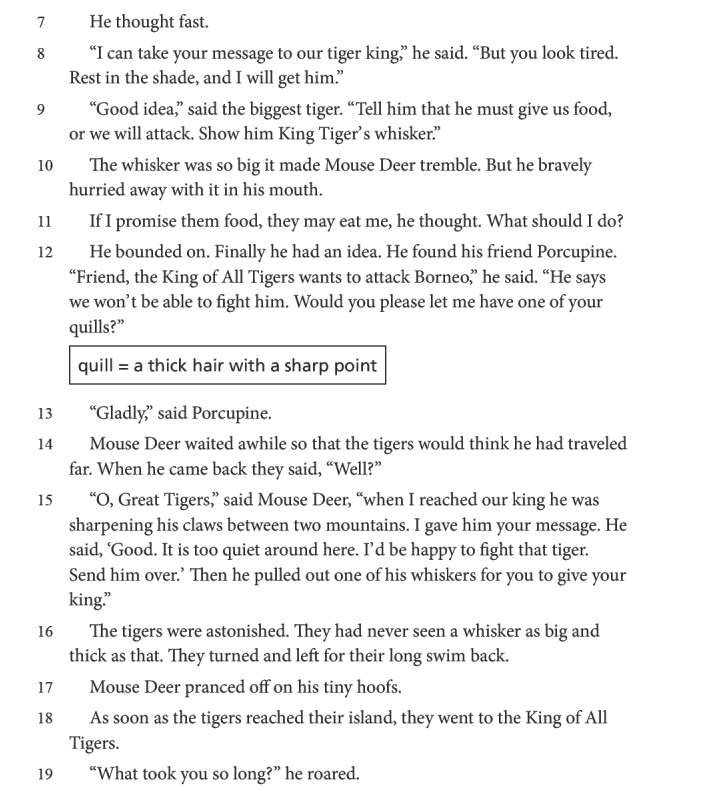 7 He thought fast.
8 “I can take your message to our tiger king,” he said. “But you look tired.
Rest in the shade, and I will get him.”
9 “Good idea,” said the biggest tiger. “Tell him that he must give us food,
or we will attack. Show him King Tiger’s whisker.”
10 The whisker was so big it made Mouse Deer tremble. But he bravely
hurried away with it in his mouth.
11 If I promise them food, they may eat me, he thought. What should I do?
12 He bounded on. Finally he had an idea. He found his friend Porcupine.
“Friend, the King of All Tigers wants to attack Borneo,” he said. “He says
we won’t be able to fight him. Would you please let me have one of your
quills?”
quill = a thick hair with a sharp point
13 “Gladly,” said Porcupine.
14 Mouse Deer waited awhile so that the tigers would think he had traveled
far. When he came back they said, “Well?”
15 “O, Great Tigers,” said Mouse Deer, “when I reached our king he was
sharpening his claws between two mountains. I gave him your message. He
said, ‘Good. It is too quiet around here. I’d be happy to fight that tiger.
Send him over.’ Then he pulled out one of his whiskers for you to give your
king.”
16 The tigers were astonished. They had never seen a whisker as big and
thick as that. They turned and left for their long swim back.
17 Mouse Deer pranced off on his tiny hoofs.
18 As soon as the tigers reached their island, they went to the King of All
Tigers.
19 “What took you so long?” he roared.